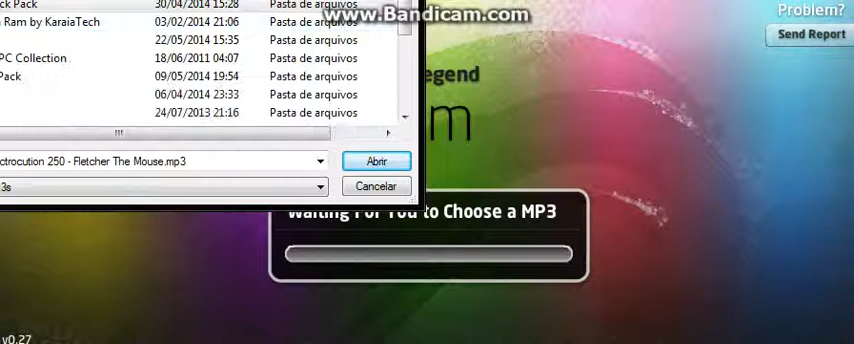 www.Bandicam.com
Problem?
Send Report
ck Pack 30/04/2014 15:28 Pasta de arquivos
Ram by KaraiaTech 03/02/2014 21:06 Pasta de arquivos
22/05/2014 15:35 Pasta de arquivos
PC Collection 18/06/2011 04:07 Pasta de arquivos
Pack 09/05/2014 19:54 Pasta de arquivos
06/04/2014 23:33 Pasta de arquivos
24/07/2013 21:16 Pasta de arquivos
egend
m
ctrocution 250 - Fletcher The Mouse.mp3
Abrir
3s
Cancelar
Waiting For You to Choose a MP3
v0.27